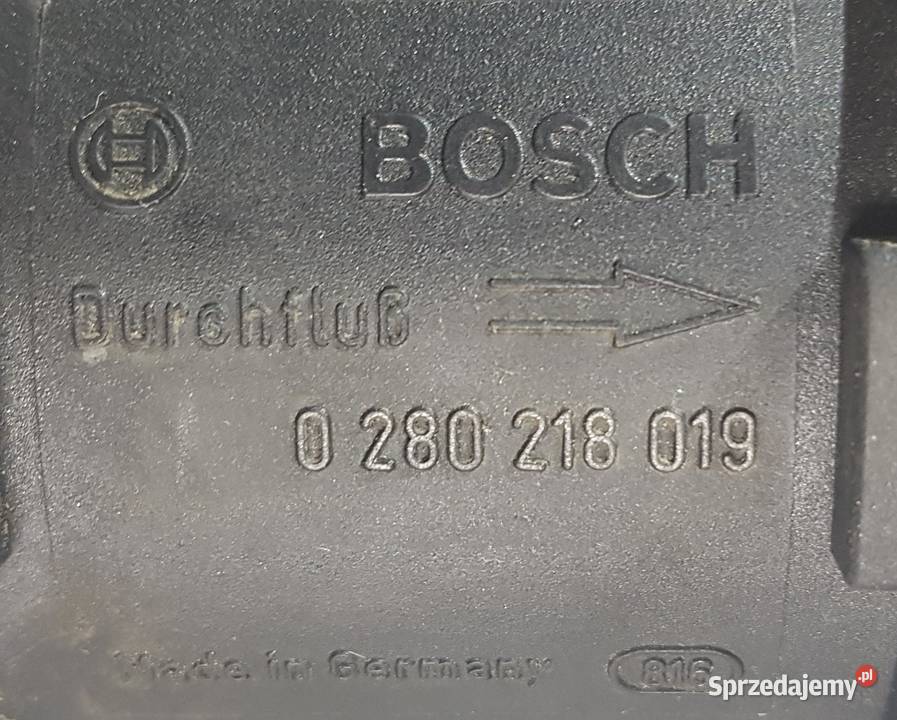 BOSCH
Durchfluß
0 280 218 019
Made in Germany 816
Sprzedajemy.pl